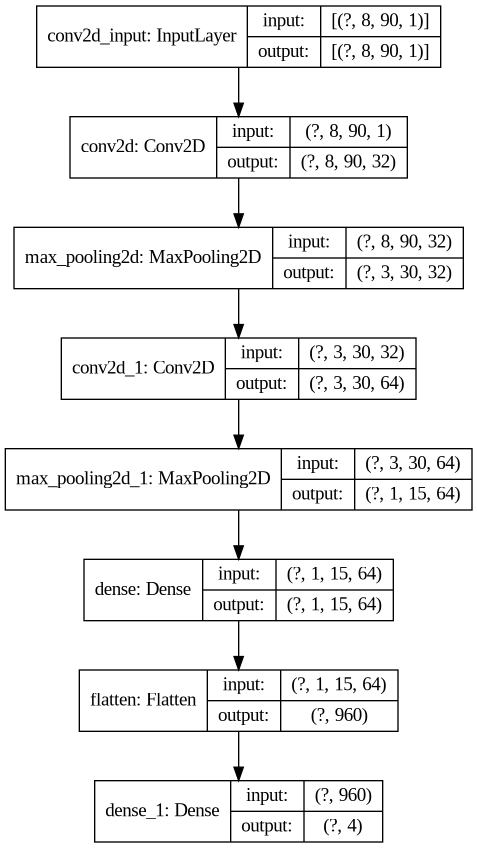 conv2d_input: InputLayer
input: [(?, 8, 90, 1)]
output: [(?, 8, 90, 1)]
conv2d: Conv2D
input: (?, 8, 90, 1)
output: (?, 8, 90, 32)
max_pooling2d: MaxPooling2D
input: (?, 8, 90, 32)
output: (?, 3, 30, 32)
conv2d_1: Conv2D
input: (?, 3, 30, 32)
output: (?, 3, 30, 64)
max_pooling2d_1: MaxPooling2D
input: (?, 3, 30, 64)
output: (?, 1, 15, 64)
dense: Dense
input: (?, 1, 15, 64)
output: (?, 1, 15, 64)
flatten: Flatten
input: (?, 1, 15, 64)
output: (?, 960)
dense_1: Dense
input: (?, 960)
output: (?, 4)